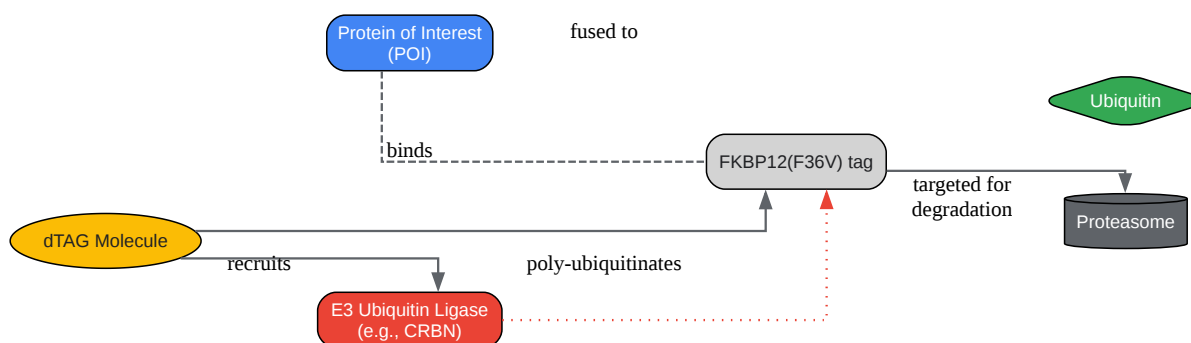 Protein of Interest
(POI)
fused to
Ubiquitin
binds
FKBP12(F36V) tag
targeted for
degradation
Proteasome
dTAG Molecule
recruits
poly-ubiquitinates
E3 Ubiquitin Ligase
(e.g., CRBN)